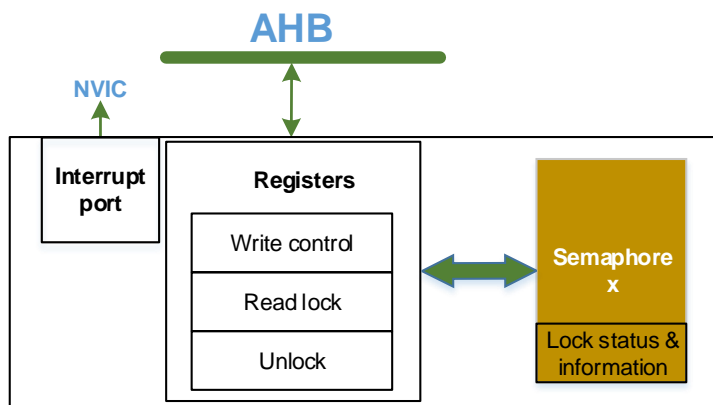 AHB
NVIC
Interrupt
port
Registers
Write control
Read lock
Unlock
Semaphore
x
Lock status &
information